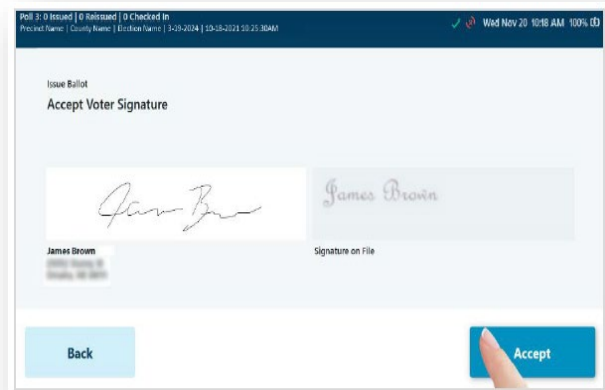 Poll 3: 0 Issued | 0 Reissued | 0 Checked In
Wed Nov 20 10:18 AM 100%
Precinct Name | County Name | Election Name | 3-19-2024 | 10-18-2021 10:25:30AM
Issue Ballot
Accept Voter Signature
James Brown
James Brown
Signature on File
Back
Accept